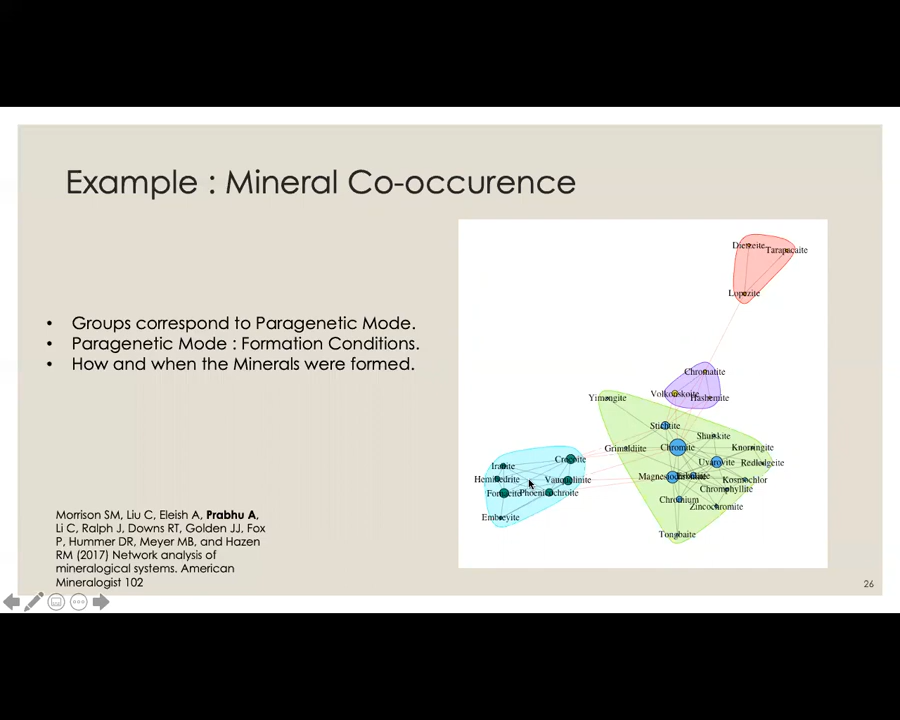 Example : Mineral Co-occurence
• Groups correspond to Paragenetic Mode.
• Paragenetic Mode : Formation Conditions.
• How and when the Minerals were formed.
Morrison SM, Liu C, Eleish A, Prabhu A,
Li C, Ralph J, Downs RT, Golden JJ, Fox
P, Hummer DR, Meyer MB, and Hazen
RM (2017) Network analysis of
mineralogical systems. American
Mineralogist 102
Dietzeite
Tarapacaite
Lopezite
Chromatite
Volkonskoite
Hashemite
Yimengite
Stichtite
Shuiskite
Grimaldiite
Chromite
Knorringite
Uvarovite
Redledgeite
Kosmochlor
Chromphyllite
Chromium
Zincochromite
Tongbaite
Crocoite
Iranite
Hemihedrite
Vauquelinite
Fornacite
Phoenicochroite
Embreyite
26